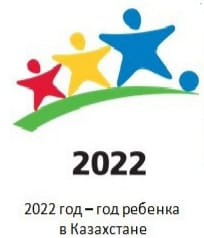 2022
2022 год – год ребенка
в Казахстане